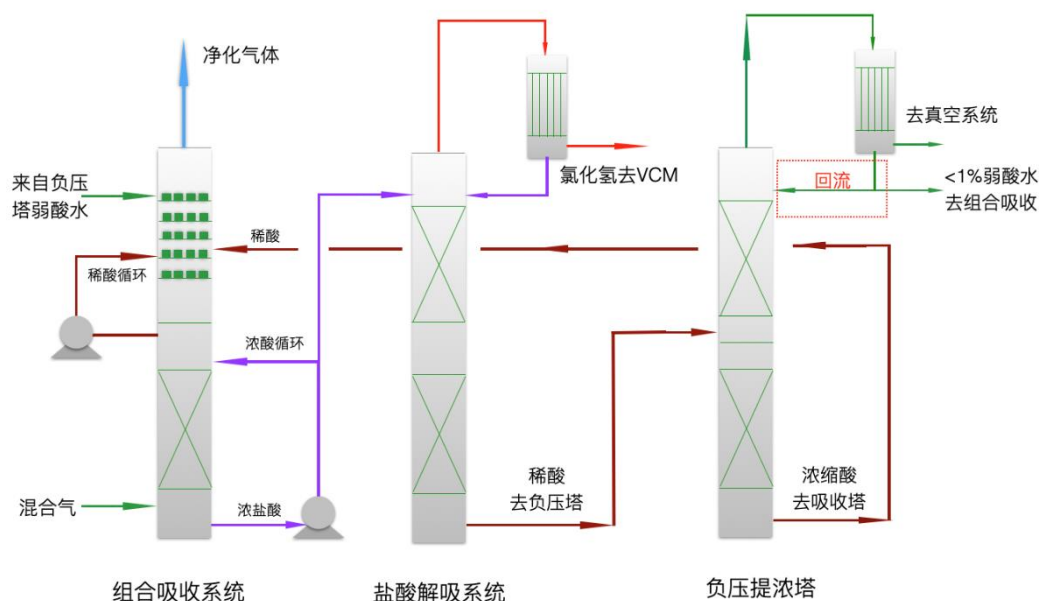 净化气体
来自负压
塔弱酸水
稀酸
稀酸循环
浓酸循环
混合气
浓盐酸
组合吸收系统
氯化氢去VCM
稀酸
去负压塔
盐酸解吸系统
去真空系统
回流
<1%弱酸水
去组合吸收
浓缩酸
去吸收塔
负压提浓塔